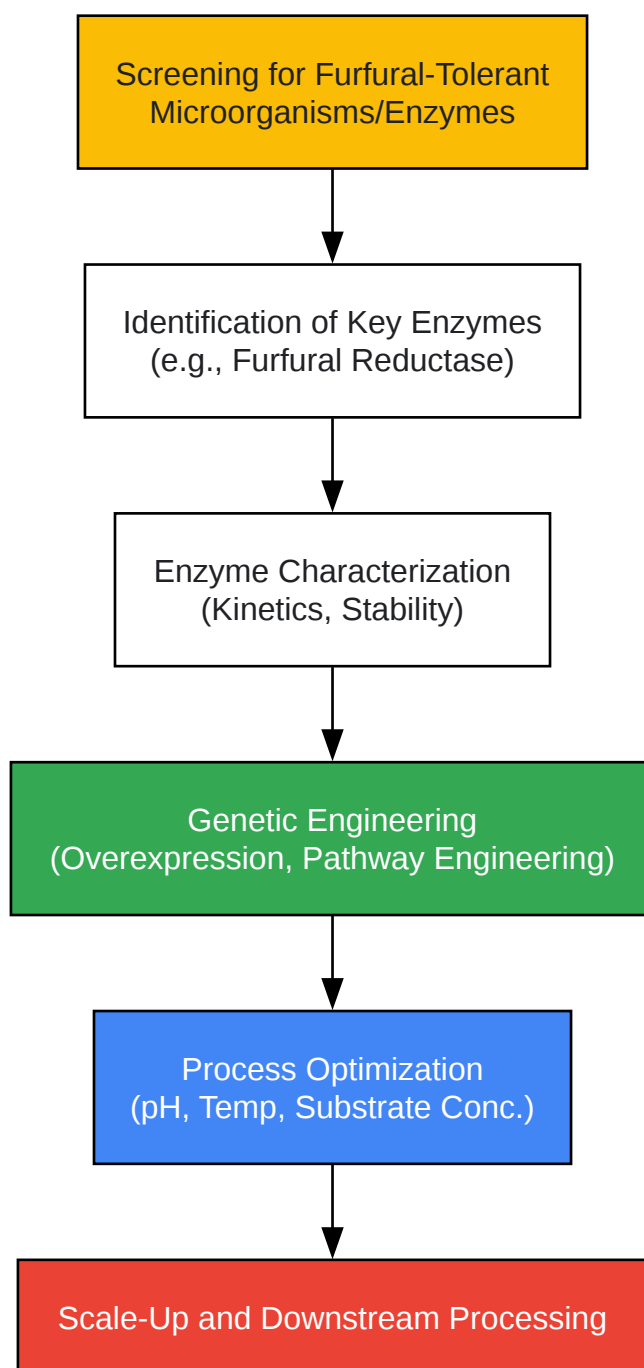 Screening for Furfural-Tolerant
Microorganisms/Enzymes
Identification of Key Enzymes
(e.g., Furfural Reductase)
Enzyme Characterization
(Kinetics, Stability)
Genetic Engineering
(Overexpression, Pathway Engineering)
Process Optimization
(pH, Temp, Substrate Conc.)
Scale-Up and Downstream Processing